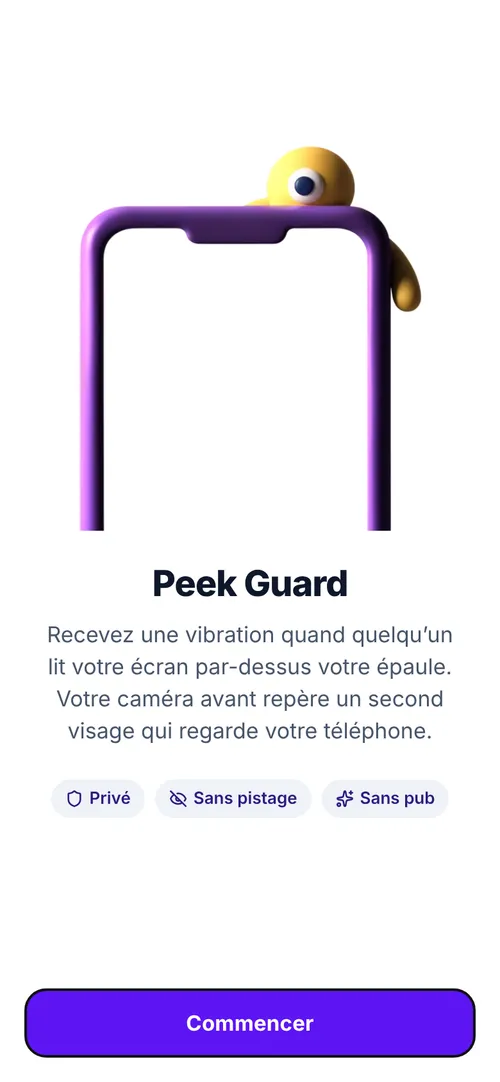 Peek Guard
Recevez une vibration quand quelqu’un
lit votre écran par-dessus votre épaule.
Votre caméra avant repère un second
visage qui regarde votre téléphone.
Privé
Sans pistage
Sans pub
Commencer